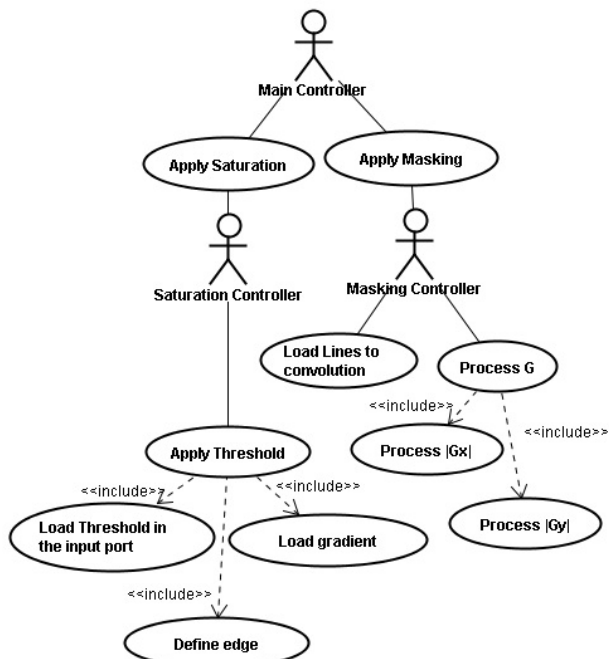 Main Controller
Apply Saturation
Apply Masking
Saturation Controller
Masking Controller
Load Lines to
convolution
Process G
<<include>>
<<include>>
Process |Gx|
Process |Gy|
Apply Threshold
<<include>>
<<include>>
Load Threshold in
the input port
Load gradient
<<include>>
Define edge